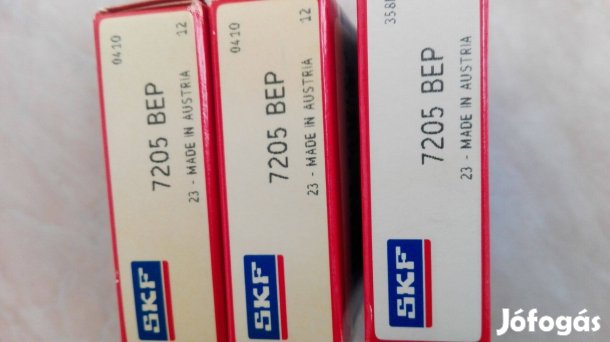 0410
12
7205 BEP
23 - MADE IN AUSTRIA
SKF
0410
12
7205 BEP
23 - MADE IN AUSTRIA
SKF
7205 BEP
23 - MADE IN AUSTRIA
SKF
Jófogás